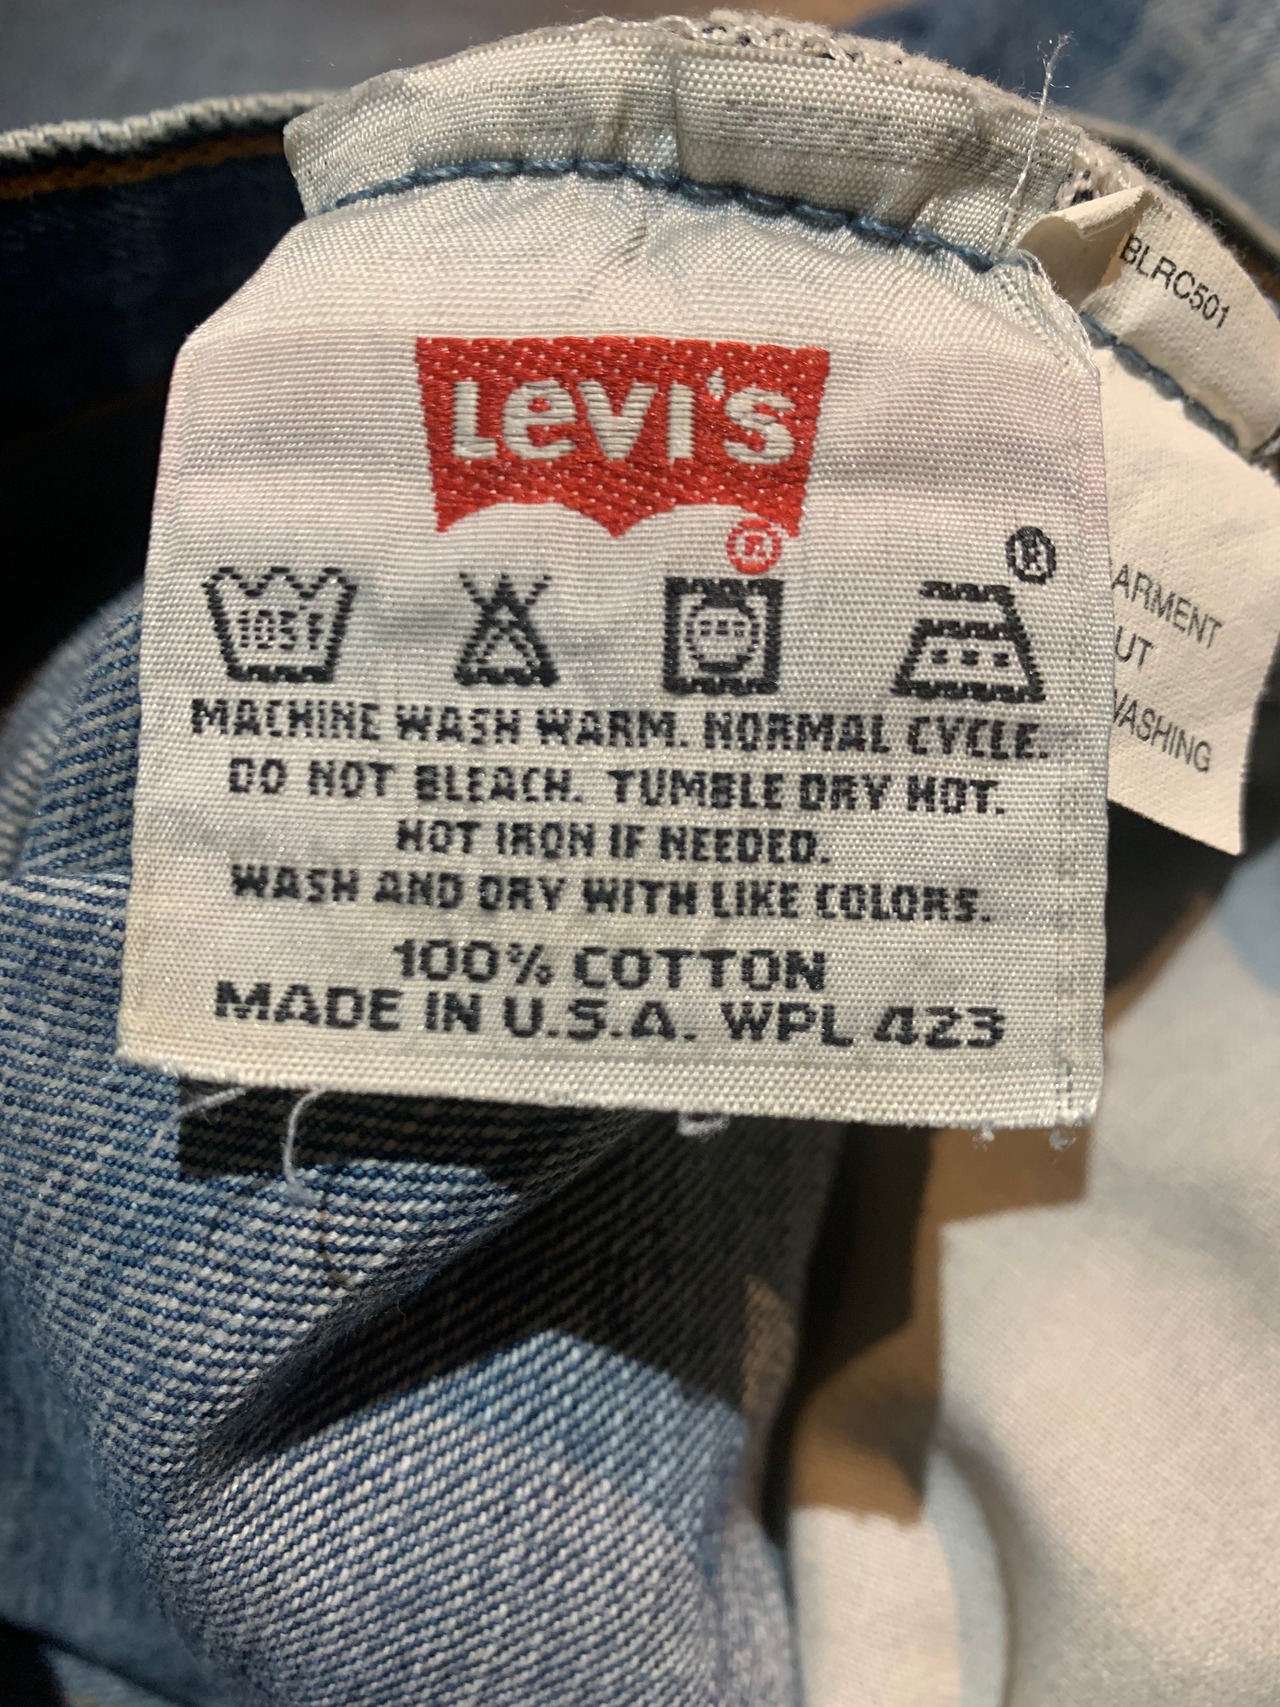 LEVI'S
®
®
105°F
MACHINE WASH WARM. NORMAL CYCLE.
DO NOT BLEACH. TUMBLE DRY HOT.
HOT IRON IF NEEDED.
WASH AND DRY WITH LIKE COLORS.
100% COTTON
MADE IN U.S.A. WPL 423
BLRC501
ARMENT
UT
WASHING